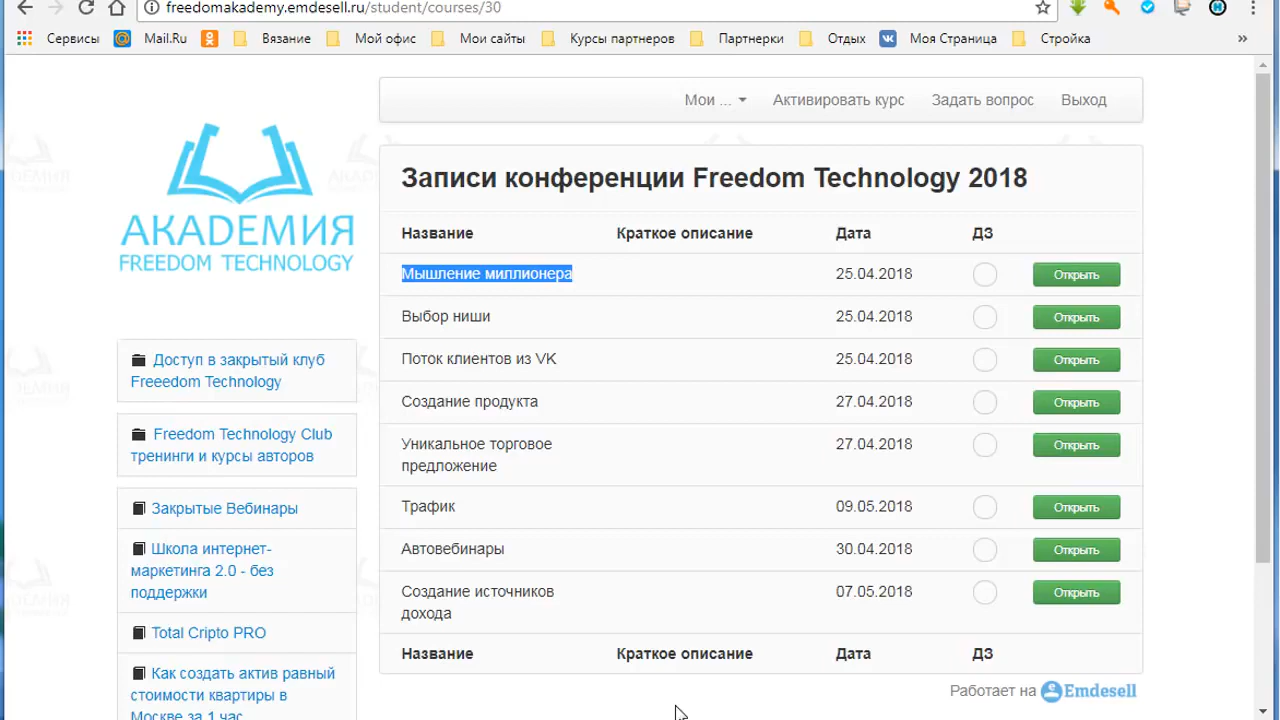 freedomakademy.emdesell.ru/student/courses/30
Сервисы Mail.Ru Вязание Мой офис Мои сайты Курсы партнеров Партнерки Отдых Моя Страница Стройка »
Мои ... Активировать курс Задать вопрос Выход
АКАДЕМИЯ
FREEDOM TECHNOLOGY
Доступ в закрытый клуб
Freeedom Technology
Freedom Technology Club
тренинги и курсы авторов
Закрытые Вебинары
Школа интернет-
маркетинга 2.0 - без
поддержки
Total Cripto PRO
Как создать актив равный
стоимости квартиры в
Москве за 1 час
Записи конференции Freedom Technology 2018
Название Краткое описание Дата ДЗ
Мышление миллионера 25.04.2018 Открыть
Выбор ниши 25.04.2018 Открыть
Поток клиентов из VK 25.04.2018 Открыть
Создание продукта 27.04.2018 Открыть
Уникальное торговое 27.04.2018 Открыть
предложение
Трафик 09.05.2018 Открыть
Автовебинары 30.04.2018 Открыть
Создание источников 07.05.2018 Открыть
дохода
Название Краткое описание Дата ДЗ
Работает на Emdesell